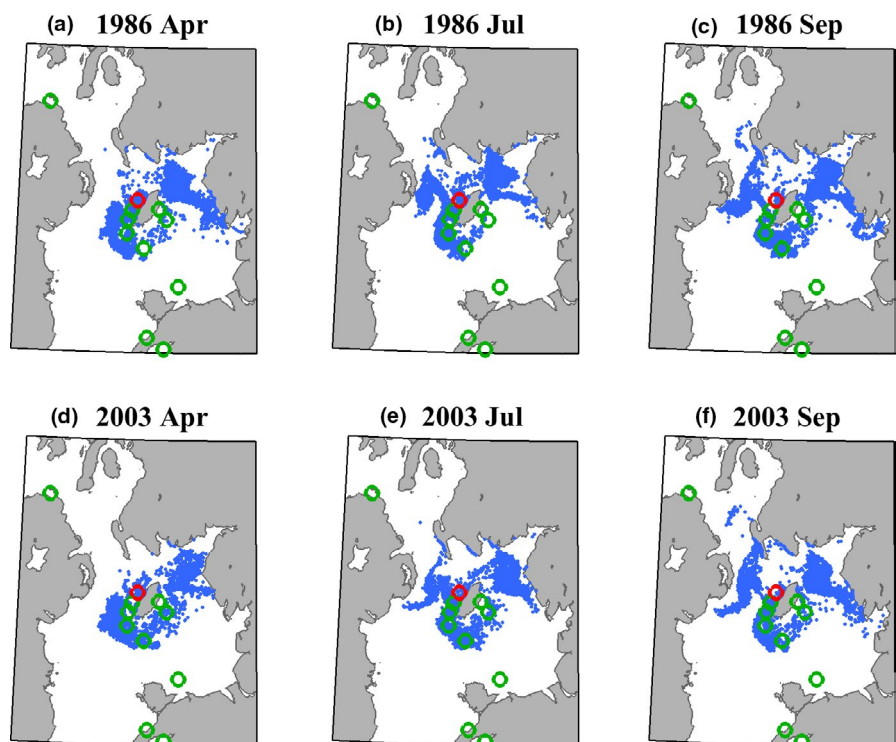 (a) 1986 Apr
(b) 1986 Jul
(c) 1986 Sep
(d) 2003 Apr
(e) 2003 Jul
(f) 2003 Sep